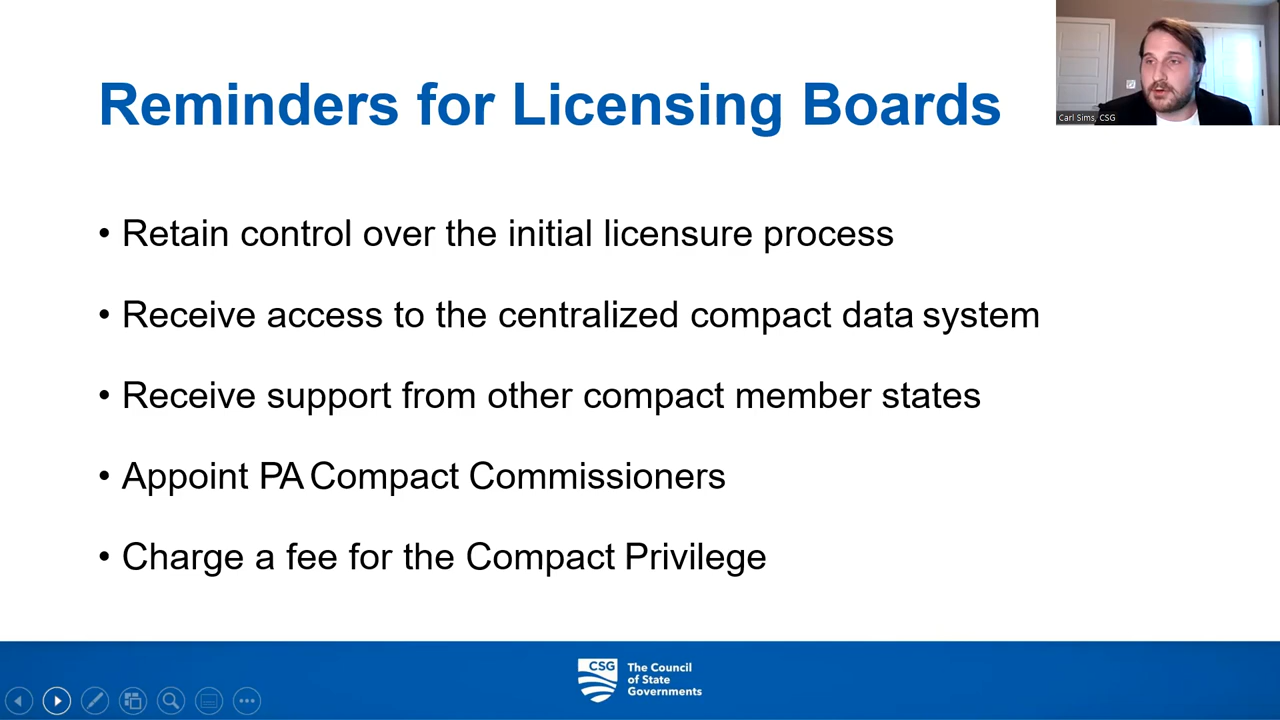 Reminders for Licensing Boards
Carl Sims, CSG
• Retain control over the initial licensure process
• Receive access to the centralized compact data system
• Receive support from other compact member states
• Appoint PA Compact Commissioners
• Charge a fee for the Compact Privilege
CSG
The Council
of State
Governments